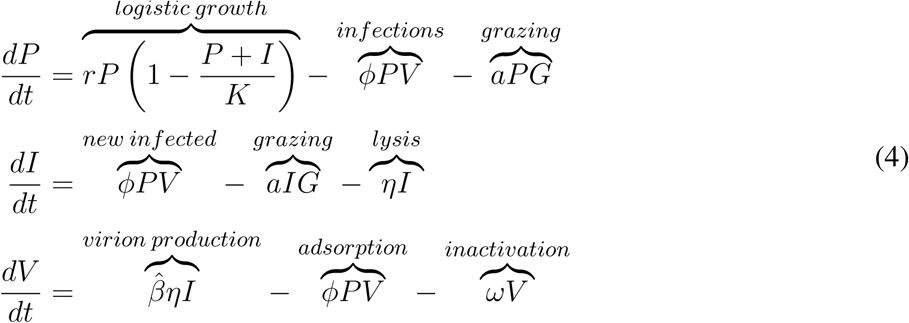 logistic growth infections grazing
dP/dt = rP (1 − (P + I)/K) − ϕPV − aPG
new infected grazing lysis
dI/dt = ϕPV − aIG − ηI (4)
virion production adsorption inactivation
dV/dt = β̂ηI − ϕPV − ωV